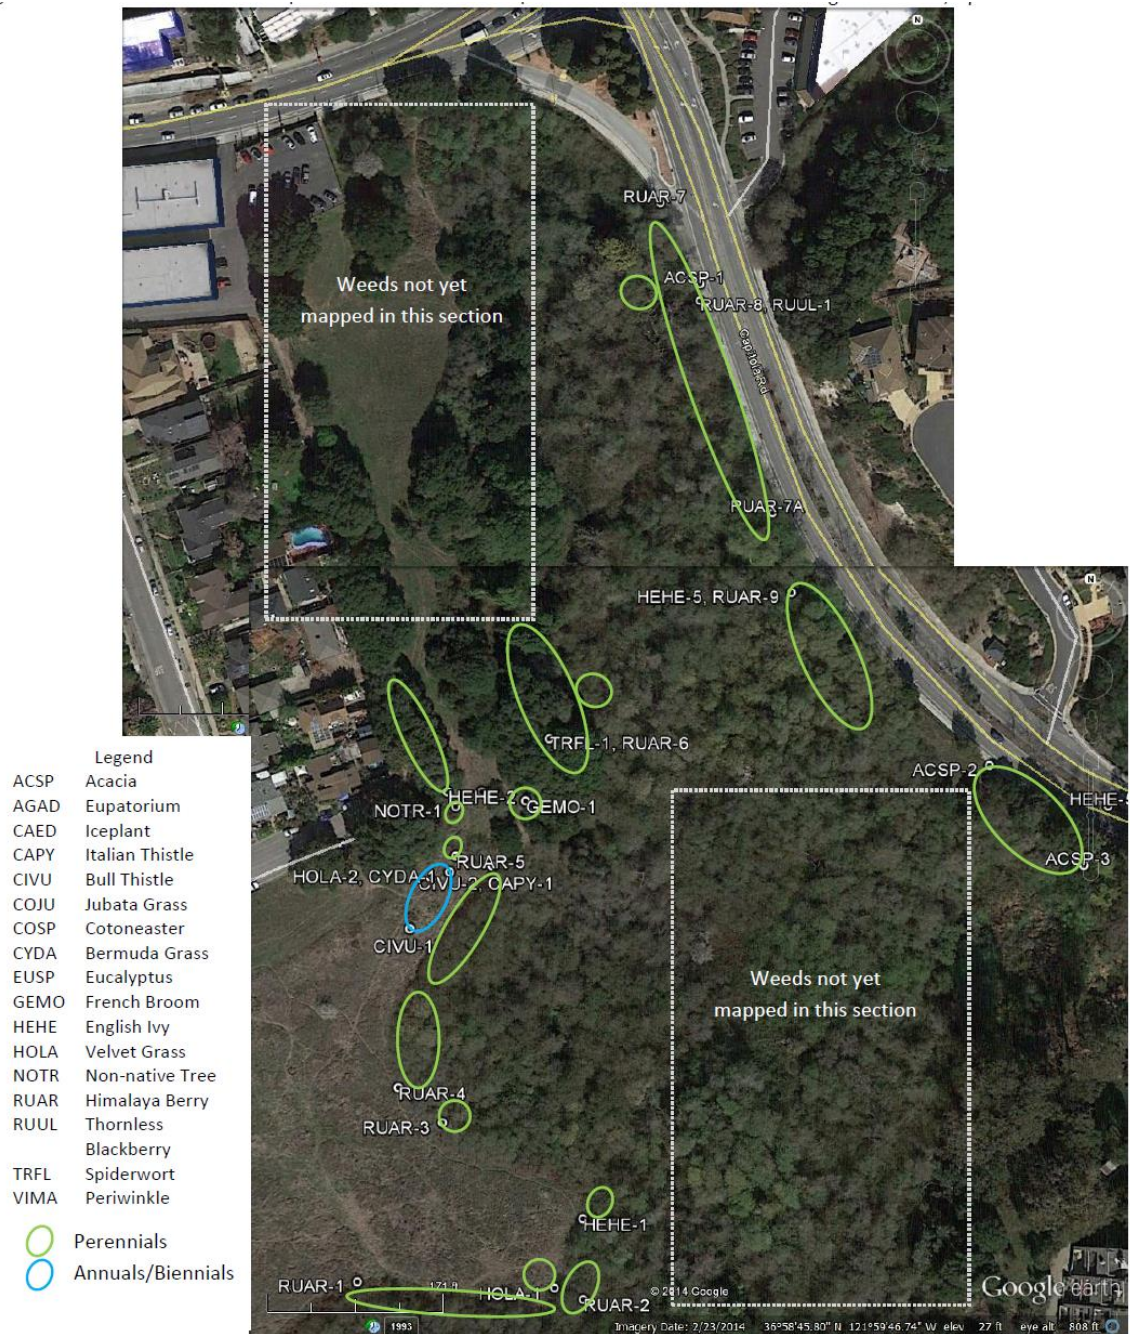 N
RUAR-7
Weeds not yet
mapped in this section
ACSP-1
RUAR-8, RUUL-1
Capitola Rd
RUAR-7A
N
HEHE-5, RUAR-9
TRFL-1, RUAR-6
ACSP-2
HEHE-2
NOTR-1
GEMO-1
ACSP-3
RUAR-5
HOLA-2, CYDA-1
CIVU-2, CAPY-1
CIVU-1
Weeds not yet
mapped in this section
RUAR-4
RUAR-3
HEHE-1
RUAR-1
HOLA-1
RUAR-2
Legend
ACSP Acacia
AGAD Eupatorium
CAED Iceplant
CAPY Italian Thistle
CIVU Bull Thistle
COJU Jubata Grass
COSP Cotoneaster
CYDA Bermuda Grass
EUSP Eucalyptus
GEMO French Broom
HEHE English Ivy
HOLA Velvet Grass
NOTR Non-native Tree
RUAR Himalaya Berry
RUUL Thornless
Blackberry
TRFL Spiderwort
VIMA Periwinkle
Perennials
Annuals/Biennials
© 2014 Google
Google earth
1993
Imagery Date: 2/23/2014 36°58'45.80" N 121°59'46.74" W elev 27 ft eye alt 808 ft